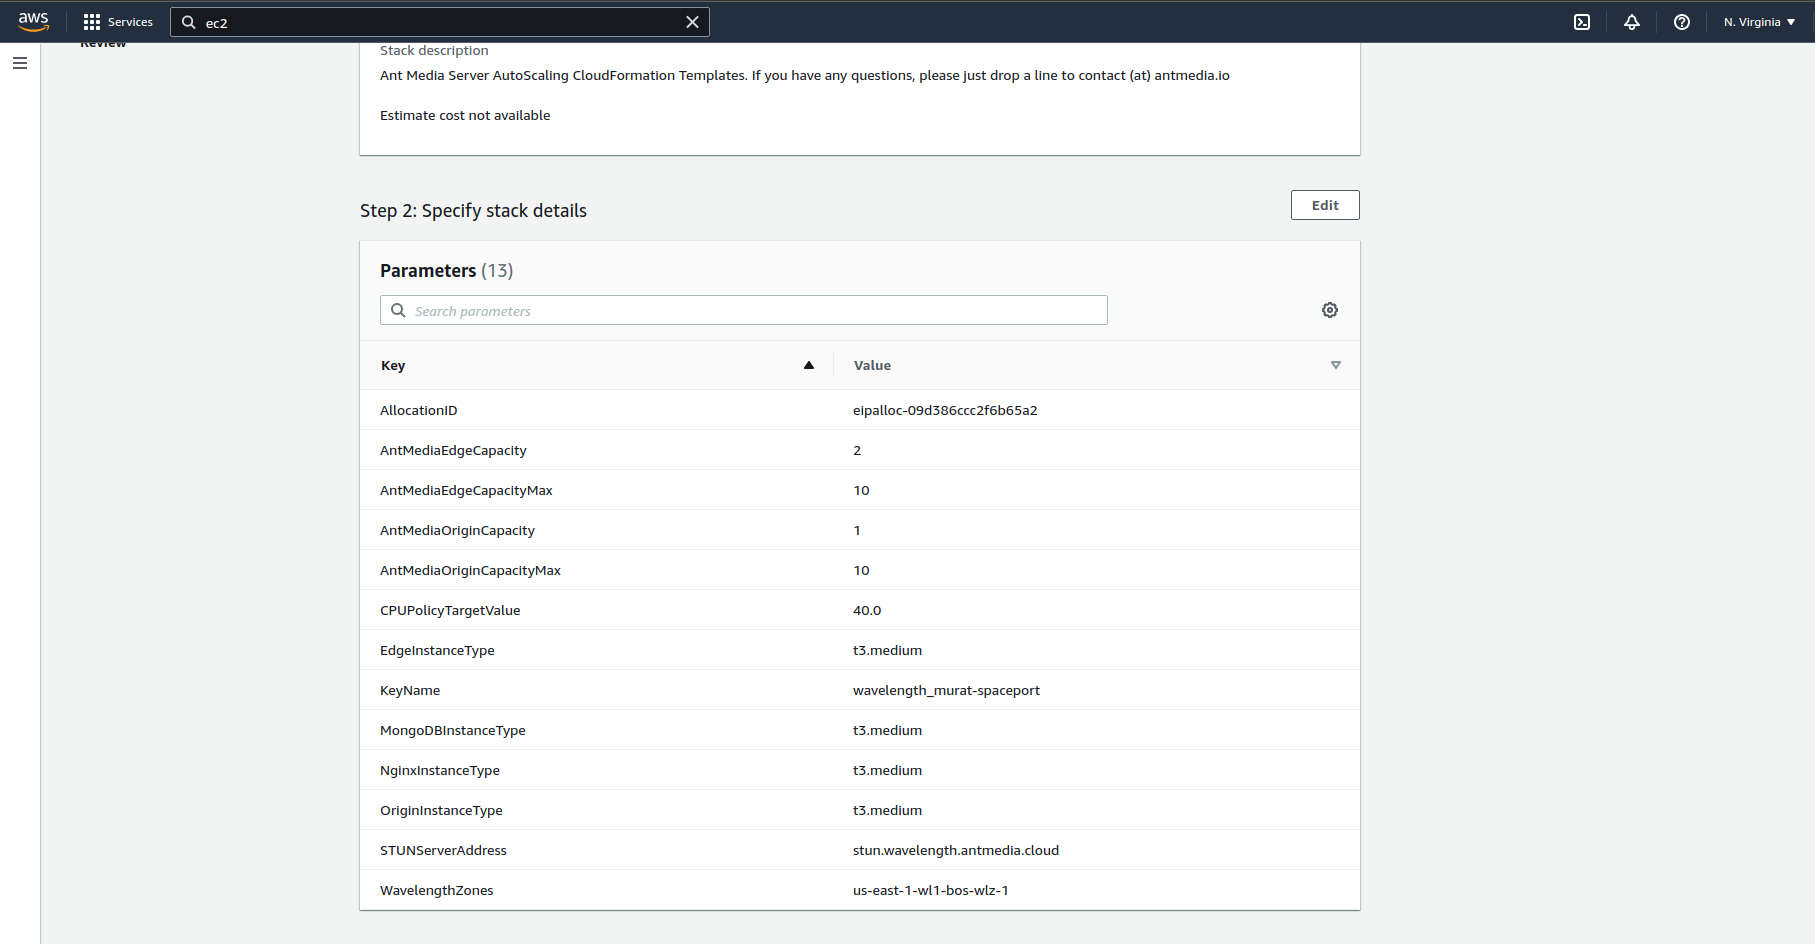 aws Services ec2 N. Virginia
Review
Stack description
Ant Media Server AutoScaling CloudFormation Templates. If you have any questions, please just drop a line to contact (at) antmedia.io
Estimate cost not available
Step 2: Specify stack details
Edit
Parameters (13)
Search parameters
Key Value
AllocationID eipalloc-09d386ccc2f6b65a2
AntMediaEdgeCapacity 2
AntMediaEdgeCapacityMax 10
AntMediaOriginCapacity 1
AntMediaOriginCapacityMax 10
CPUPolicyTargetValue 40.0
EdgeInstanceType t3.medium
KeyName wavelength_murat-spaceport
MongoDBInstanceType t3.medium
NginxInstanceType t3.medium
OriginInstanceType t3.medium
STUNServerAddress stun.wavelength.antmedia.cloud
WavelengthZones us-east-1-wl1-bos-wlz-1